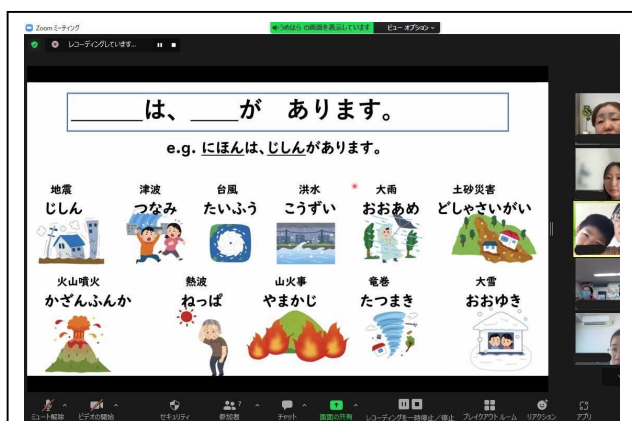 Zoom ミーティング
うめはら の画面を表示しています
ビュー オプション
レコーディングしています...
＿＿＿は、＿＿が　あります。
e.g. にほんは、じしんがあります。
地震 津波 台風 洪水 大雨 土砂災害
じしん つなみ たいふう こうずい おおあめ どしゃさいがい
火山噴火 熱波 山火事 竜巻 大雪
かざんふんか ねっぱ やまかじ たつまき おおゆき
ミュート解除 ビデオの開始 セキュリティ 参加者 7 チャット 画面の共有 レコーディングを一時停止/停止 ブレイクアウト ルーム リアクション アプリ